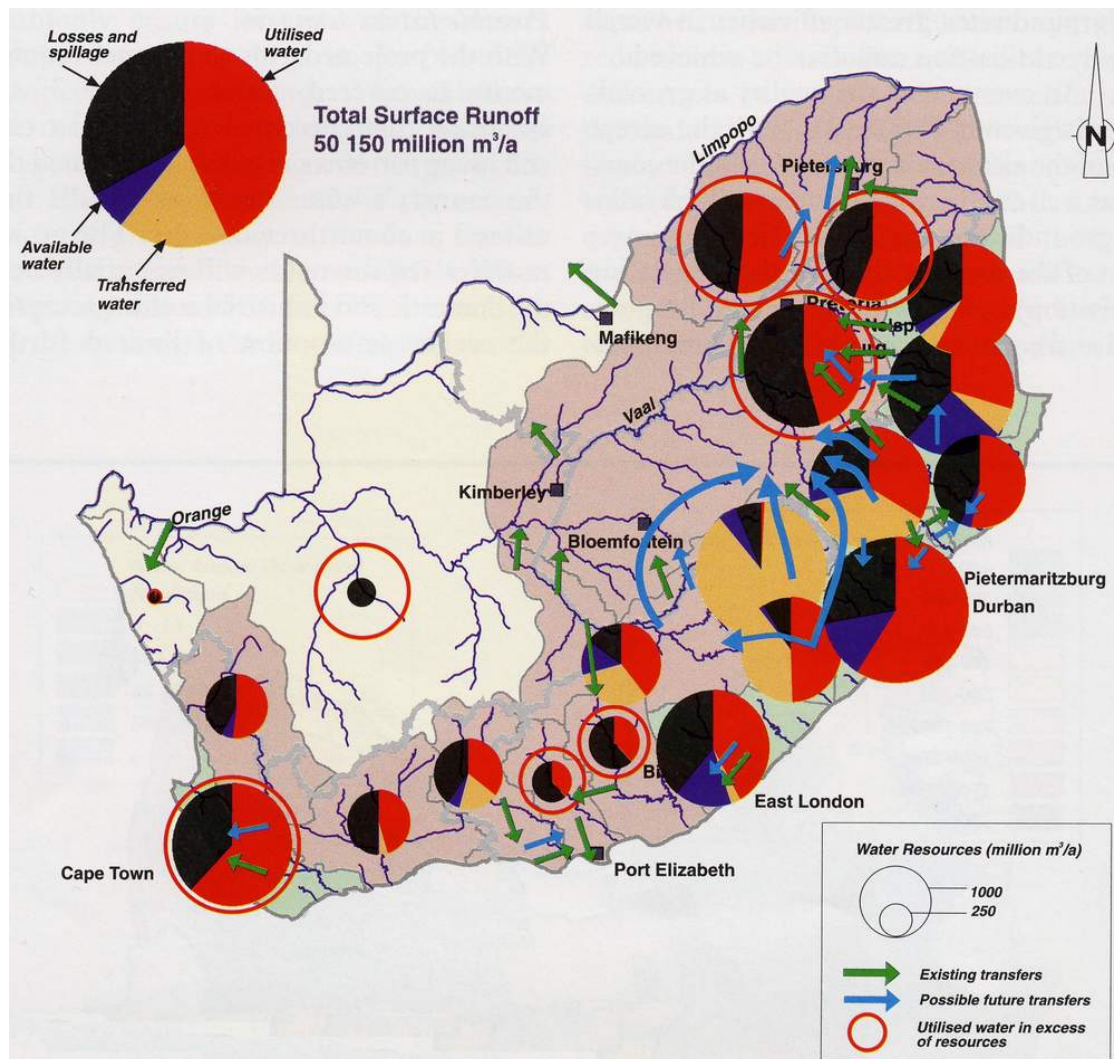 Losses and
spillage
Utilised
water
Total Surface Runoff
50 150 million m³/a
Available
water
Transferred
water
Limpopo
Pietersburg
N
Pretoria
Mafikeng
Vaal
Kimberley
Orange
Bloemfontein
Pietermaritzburg
Durban
East London
Cape Town
Port Elizabeth
Water Resources (million m³/a)
1000
250
Existing transfers
Possible future transfers
Utilised water in excess
of resources